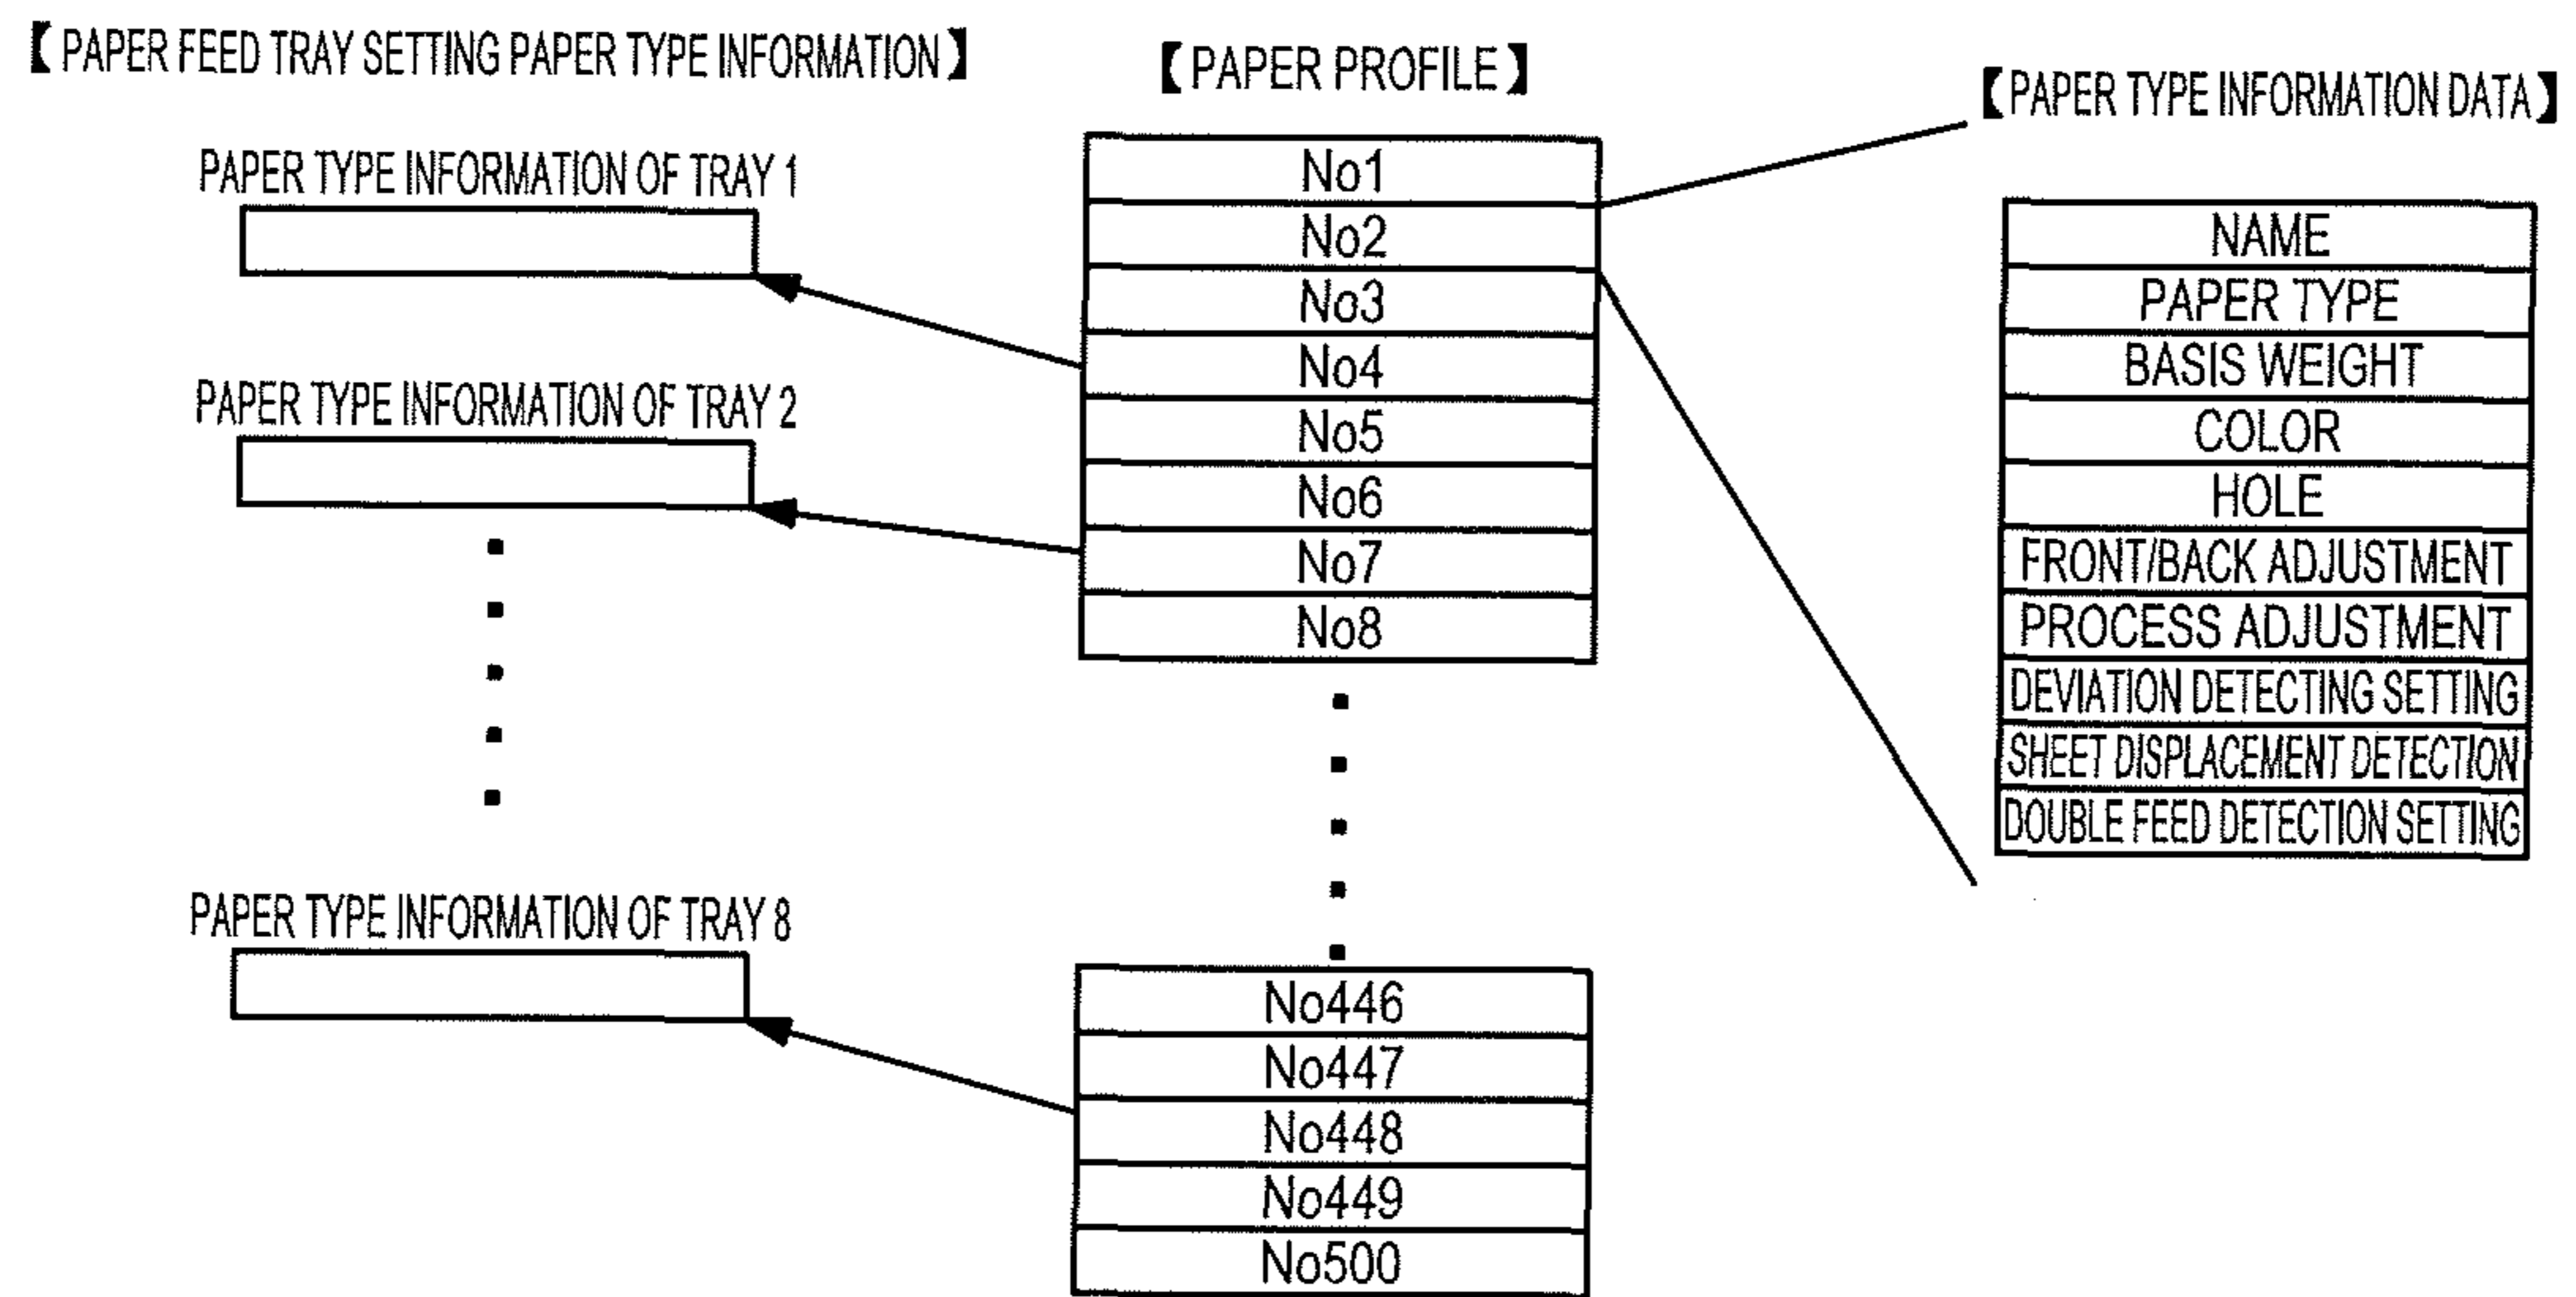 【PAPER FEED TRAY SETTING PAPER TYPE INFORMATION】
PAPER TYPE INFORMATION OF TRAY 1
PAPER TYPE INFORMATION OF TRAY 2
PAPER TYPE INFORMATION OF TRAY 8
【PAPER PROFILE】
No1
No2
No3
No4
No5
No6
No7
No8
No446
No447
No448
No449
No500
【PAPER TYPE INFORMATION DATA】
NAME
PAPER TYPE
BASIS WEIGHT
COLOR
HOLE
FRONT/BACK ADJUSTMENT
PROCESS ADJUSTMENT
DEVIATION DETECTING SETTING
SHEET DISPLACEMENT DETECTION
DOUBLE FEED DETECTION SETTING